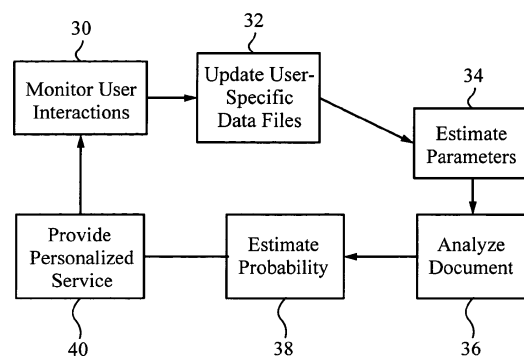 30
Monitor User
Interactions
32
Update User-
Specific
Data Files
34
Estimate
Parameters
Provide
Personalized
Service
40
Estimate
Probability
38
Analyze
Document
36